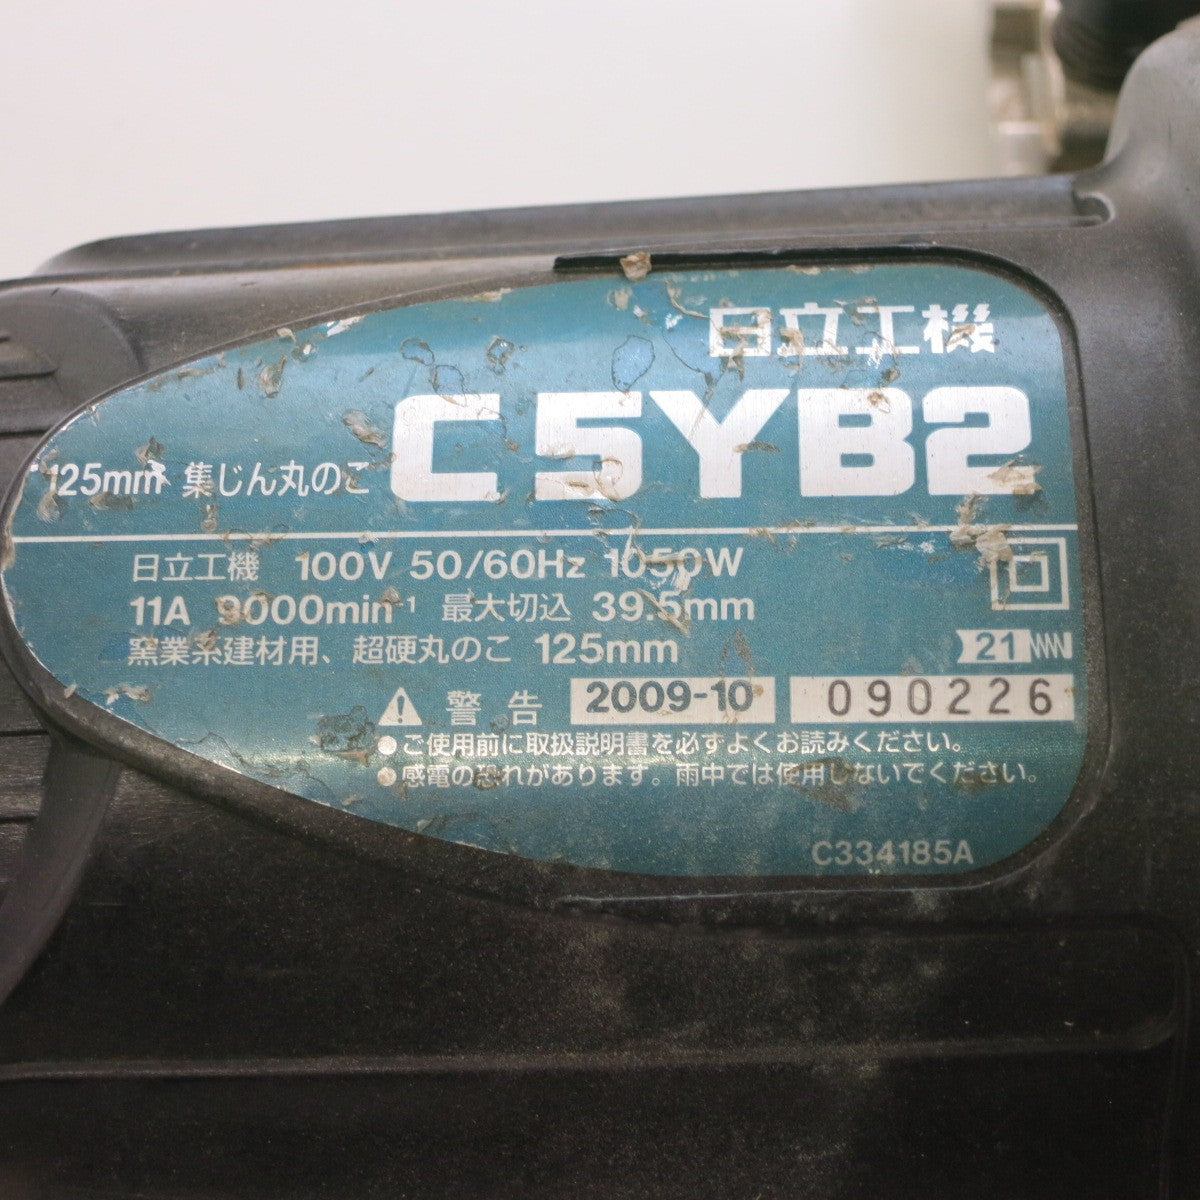 日立工機
125mm 集じん丸のこ C5YB2
日立工機 100V 50/60Hz 1050W
11A 9000min⁻¹ 最大切込 39.5mm
窯業系建材用、超硬丸のこ 125mm
21
警告 2009-10 090226
●ご使用前に取扱説明書を必ずよくお読みください。
●感電の恐れがあります。雨中では使用しないでください。
C334185A